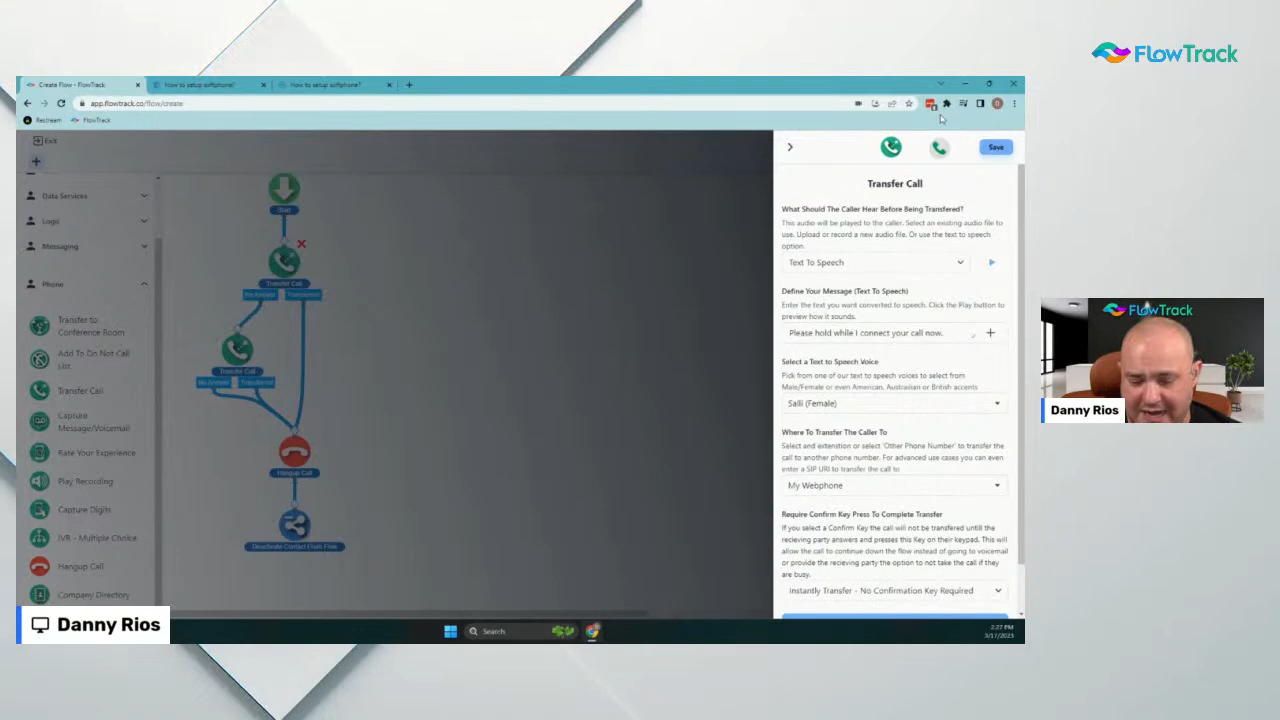 FlowTrack
Create Flow - FlowTrack
How to setup softphone?
How to setup softphone?
app.flowtrack.co/flow/create
Restream
FlowTrack
Exit
Data Services
Logic
Messaging
Phone
Transfer to
Conference Room
Add To Do Not Call
List
Transfer Call
Capture
Message/Voicemail
Rate Your Experience
Play Recording
Capture Digits
IVR - Multiple Choice
Hangup Call
Company Directory
Start
Transfer Call
No Answer
Transferred
Transfer Call
No Answer
Transferred
Hangup Call
Deactivate Contact From Flow
Save
Transfer Call
What Should The Caller Hear Before Being Transfered?
This audio will be played to the caller. Select an existing audio file to
use. Upload or record a new audio file. Or use the text to speech
option.
Text To Speech
Define Your Message (Text To Speech)
Enter the text you want converted to speech. Click the Play button to
preview how it sounds.
Please hold while I connect your call now.
Select a Text to Speech Voice
Pick from one of our text to speech voices to select from
Male/Female or even American, Australian or British accents
Salli (Female)
Where To Transfer The Caller To
Select and extenstion or select 'Other Phone Number' to transfer the
call to another phone number. For advanced use cases you can even
enter a SIP URI to transfer the call to
My Webphone
Require Confirm Key Press To Complete Transfer
If you select a Confirm Key the call will not be transfered untill the
recieving party answers and presses this Key on their keypad. This will
allow the call to continue down the flow instead of going to voicemail
or provide the recieving party the option to not take the call if they
are busy.
Instantly Transfer - No Confirmation Key Required
Search
2:27 PM
3/17/2023
Danny Rios
FlowTrack
Danny Rios